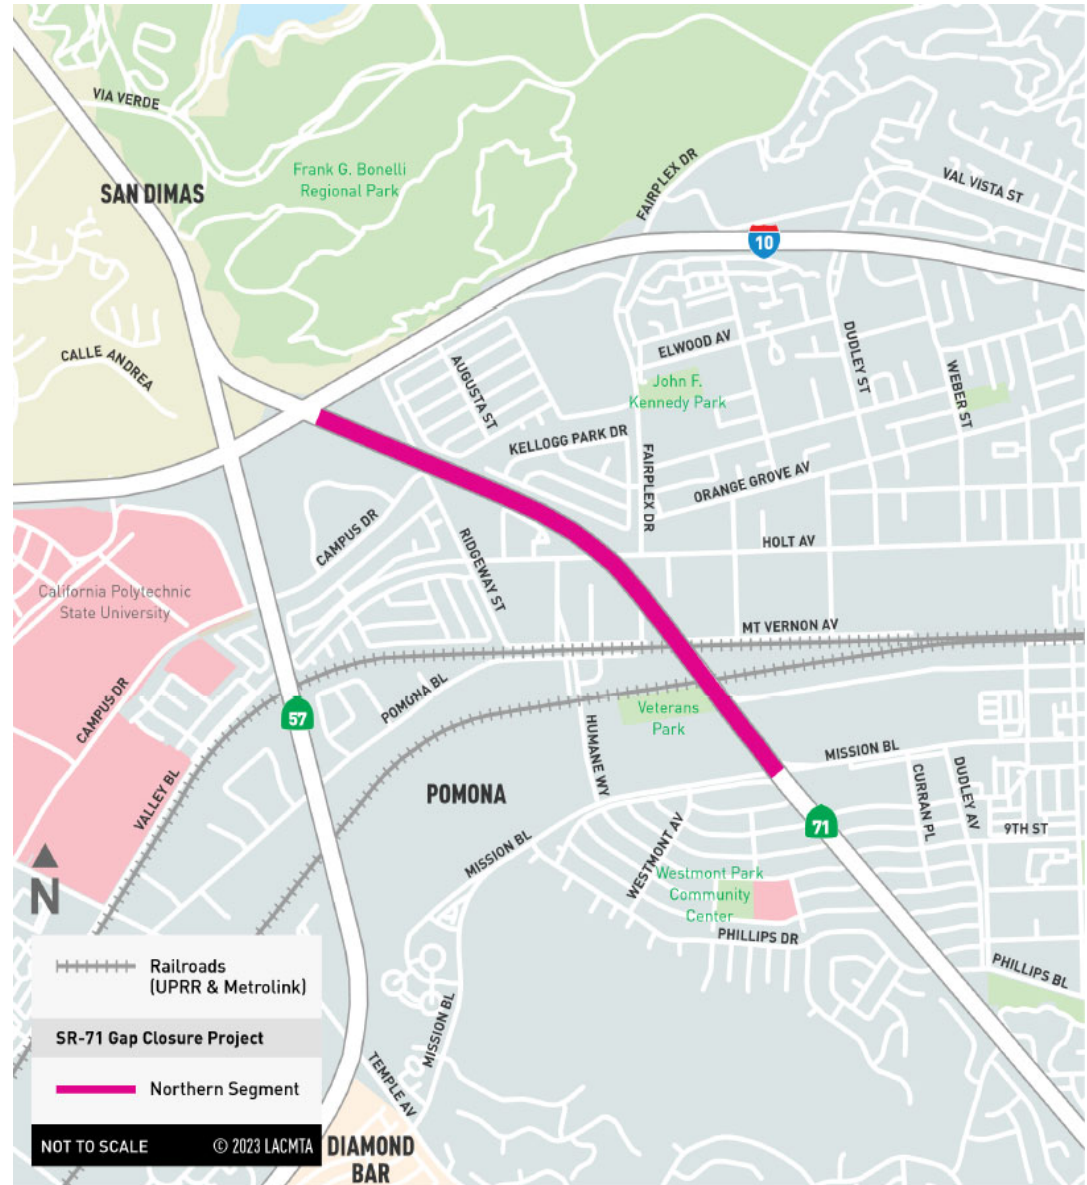 VIA VERDE
FAIRPLEX DR
VAL VISTA ST
Frank G. Bonelli
Regional Park
SAN DIMAS
10
CALLE ANDREA
ELWOOD AV
DUDLEY ST
WEBER ST
AUGUSTA ST
John F.
Kennedy Park
KELLOGG PARK DR
FAIRPLEX DR
ORANGE GROVE AV
CAMPUS DR
RIDGEWAY ST
HOLT AV
California Polytechnic
State University
MT VERNON AV
CAMPUS DR
57
POMONA BL
Veterans
Park
HUMANE WY
MISSION BL
VALLEY BL
POMONA
CURRAN PL
DUDLEY AV
71
9TH ST
MISSION BL
WESTMONT AV
Westmont Park
Community
Center
N
PHILLIPS DR
PHILLIPS BL
Railroads
(UPRR & Metrolink)
MISSION BL
SR-71 Gap Closure Project
Northern Segment
TEMPLE AV
NOT TO SCALE © 2023 LACMTA
DIAMOND
BAR